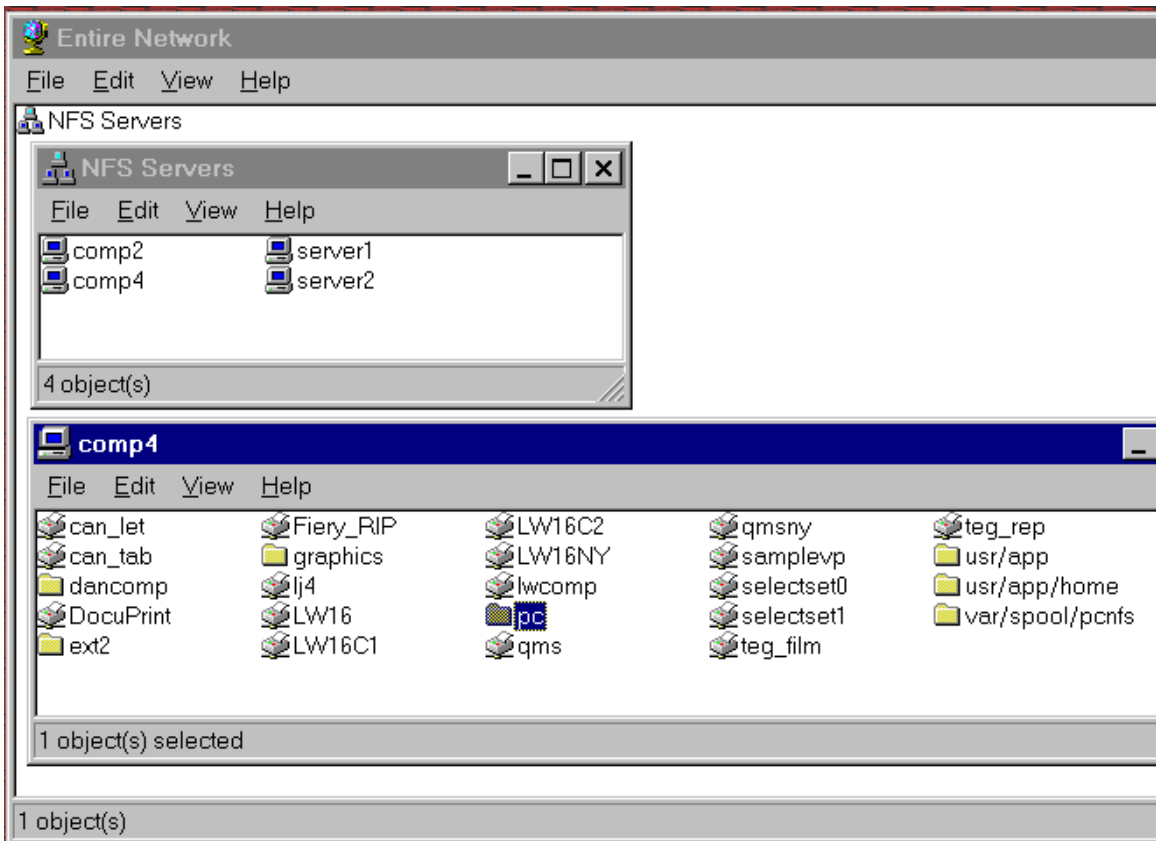 Entire Network
File Edit View Help
NFS Servers
NFS Servers
File Edit View Help
comp2 server1
comp4 server2
4 object(s)
comp4
File Edit View Help
can_let Fiery_RIP LW16C2 qmsny teg_rep
can_tab graphics LW16NY samplevp usr/app
dancomp lj4 lwcomp selectset0 usr/app/home
DocuPrint LW16 pc selectset1 var/spool/pcnfs
ext2 LW16C1 qms teg_film
1 object(s) selected
1 object(s)